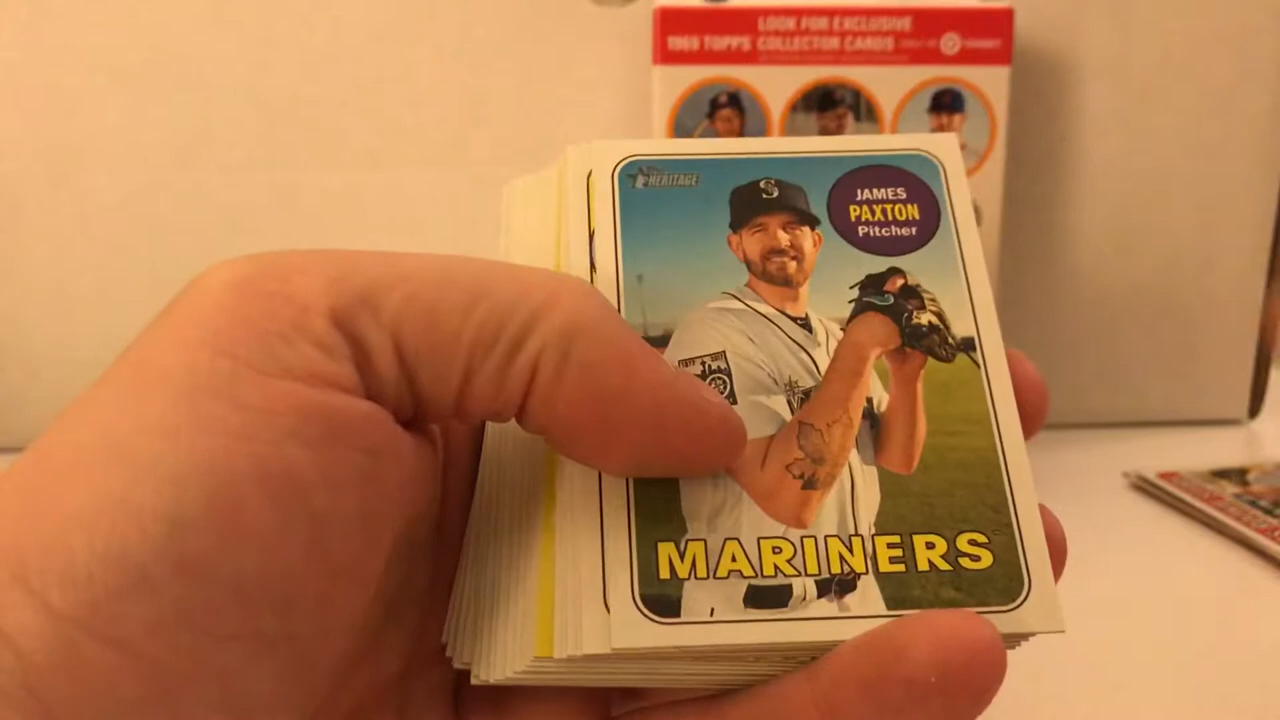 LOOK FOR EXCLUSIVE
1969 TOPPS COLLECTOR CARDS
HERITAGE
JAMES
PAXTON
Pitcher
S
MARINERS